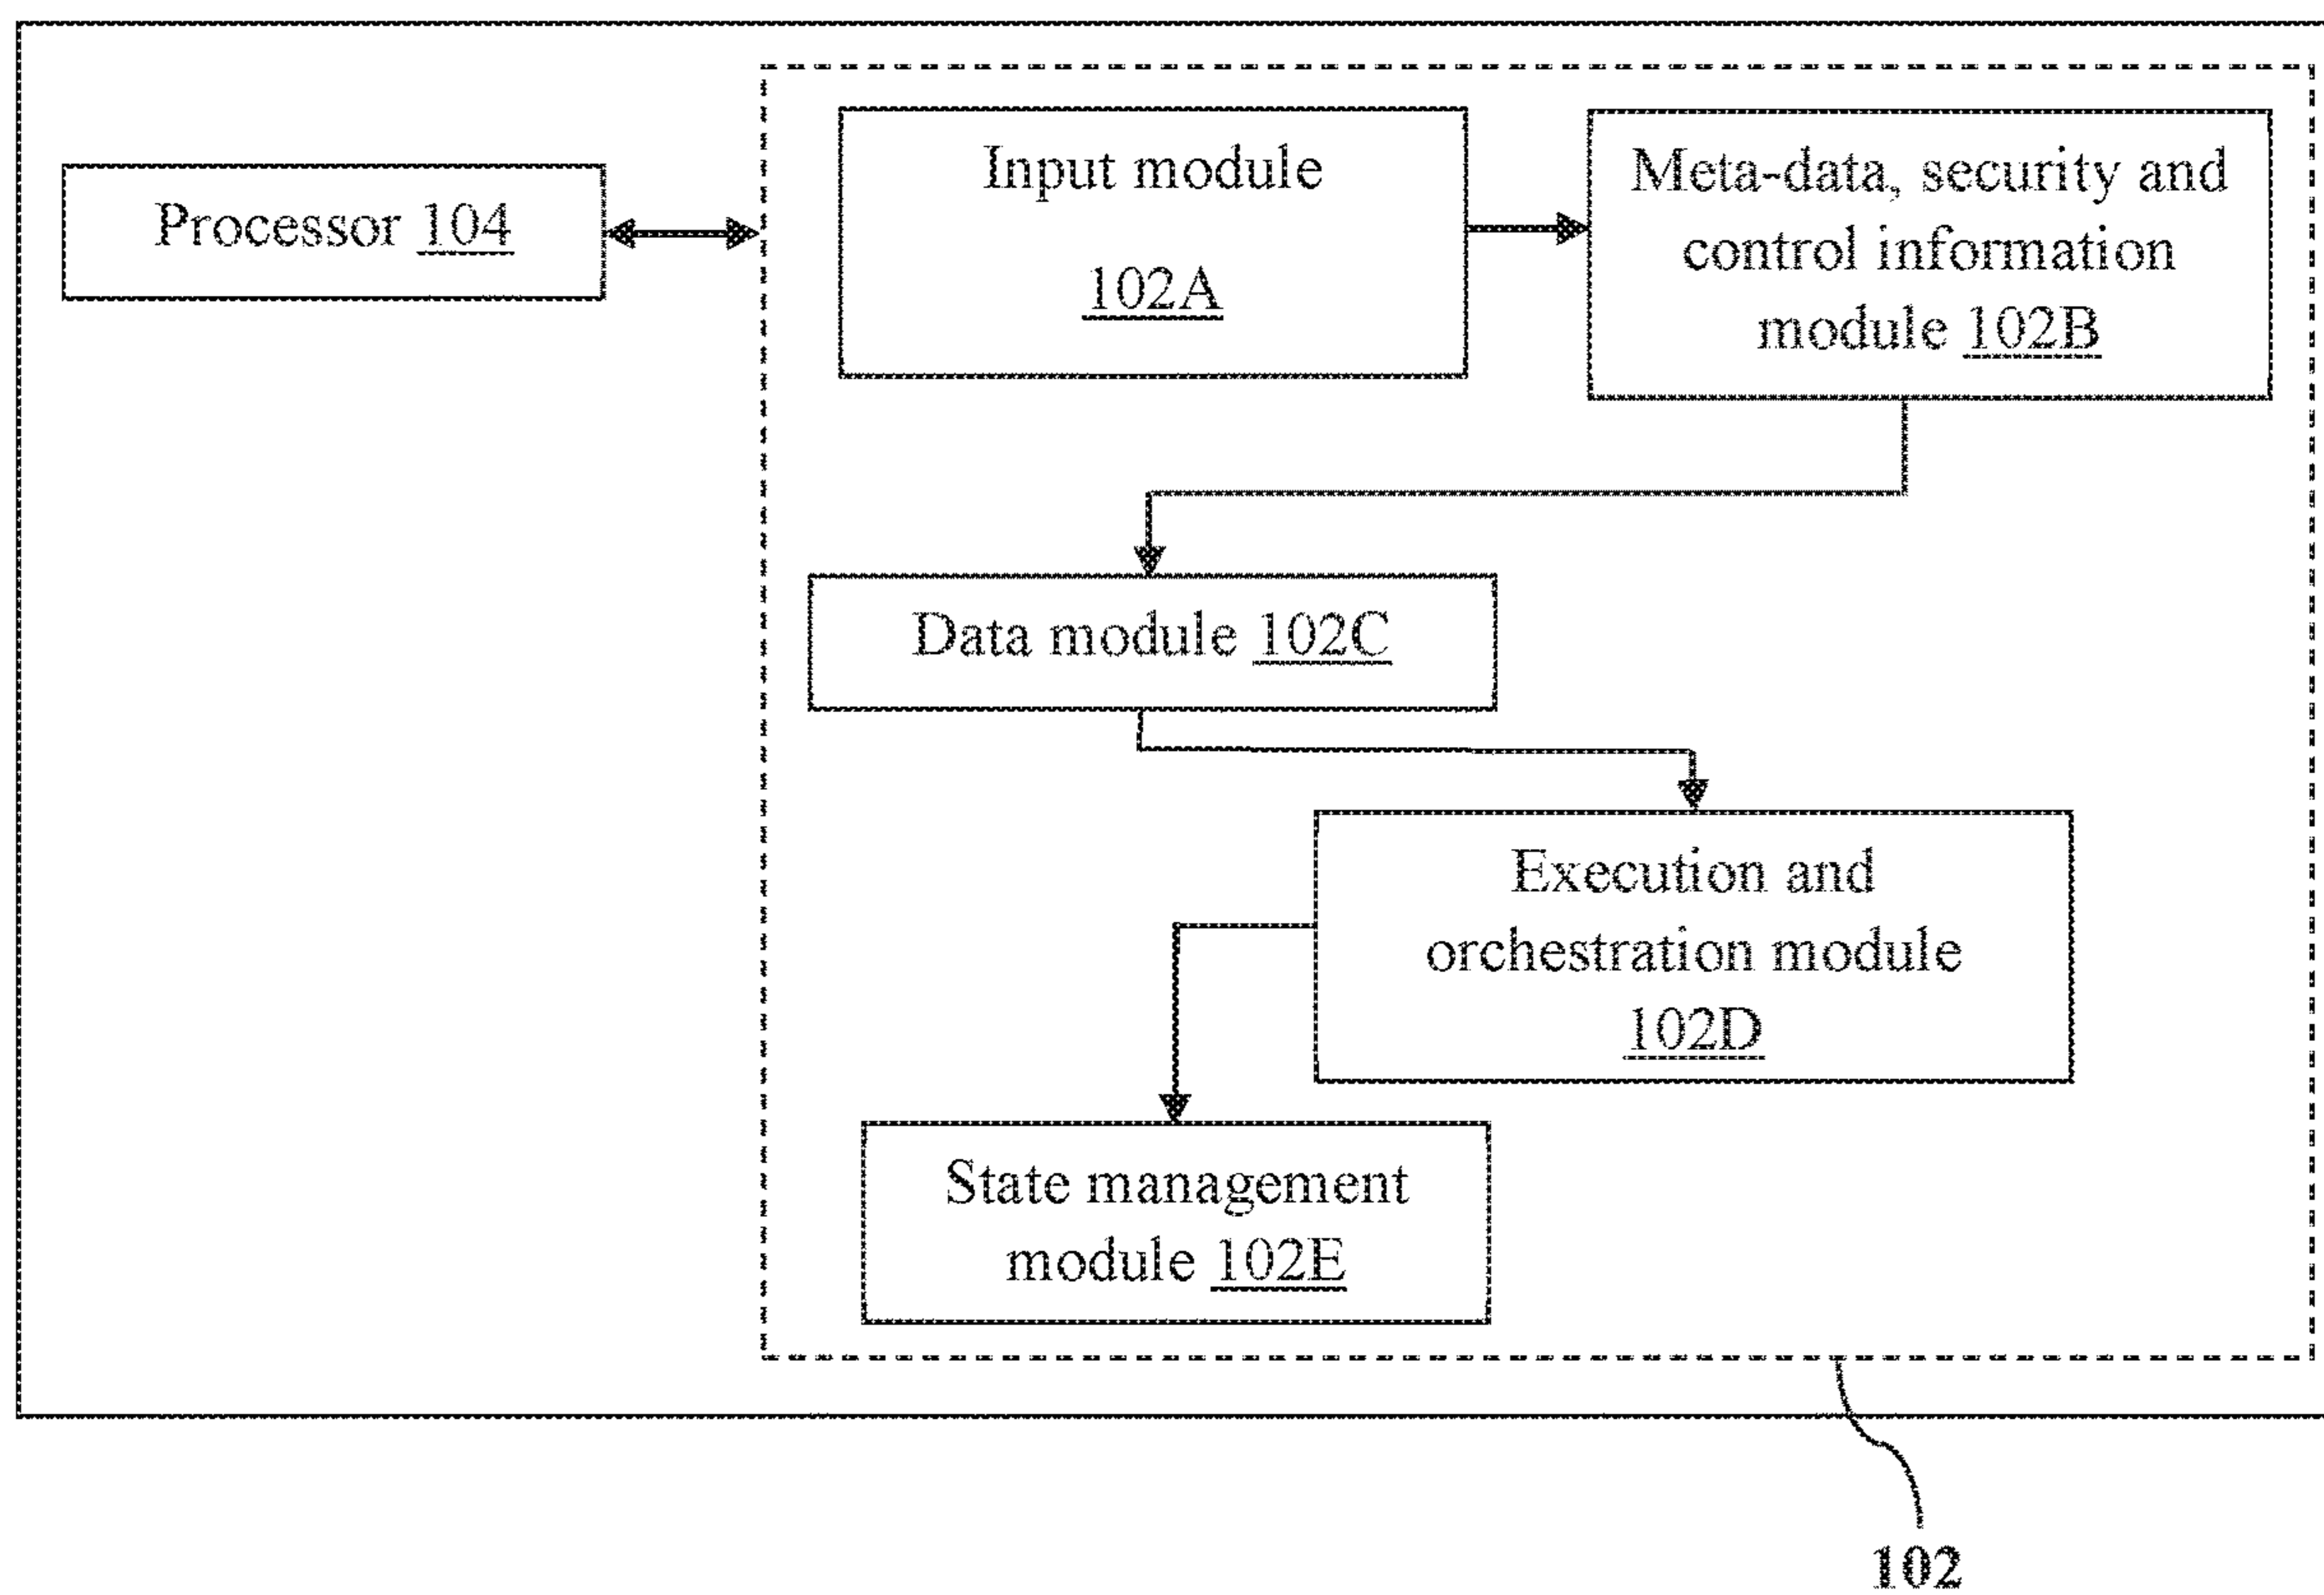 Processor 104
Input module
102A
Meta-data, security and
control information
module 102B
Data module 102C
Execution and
orchestration module
102D
State management
module 102E
102